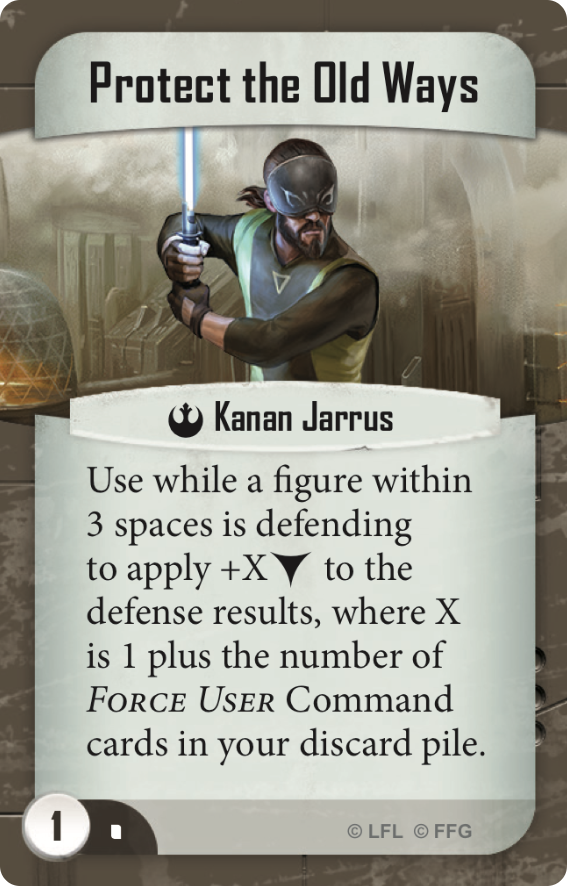 Protect the Old Ways
Kanan Jarrus
Use while a figure within
3 spaces is defending
to apply +X to the
defense results, where X
is 1 plus the number of
FORCE USER Command
cards in your discard pile.
1
© LFL © FFG